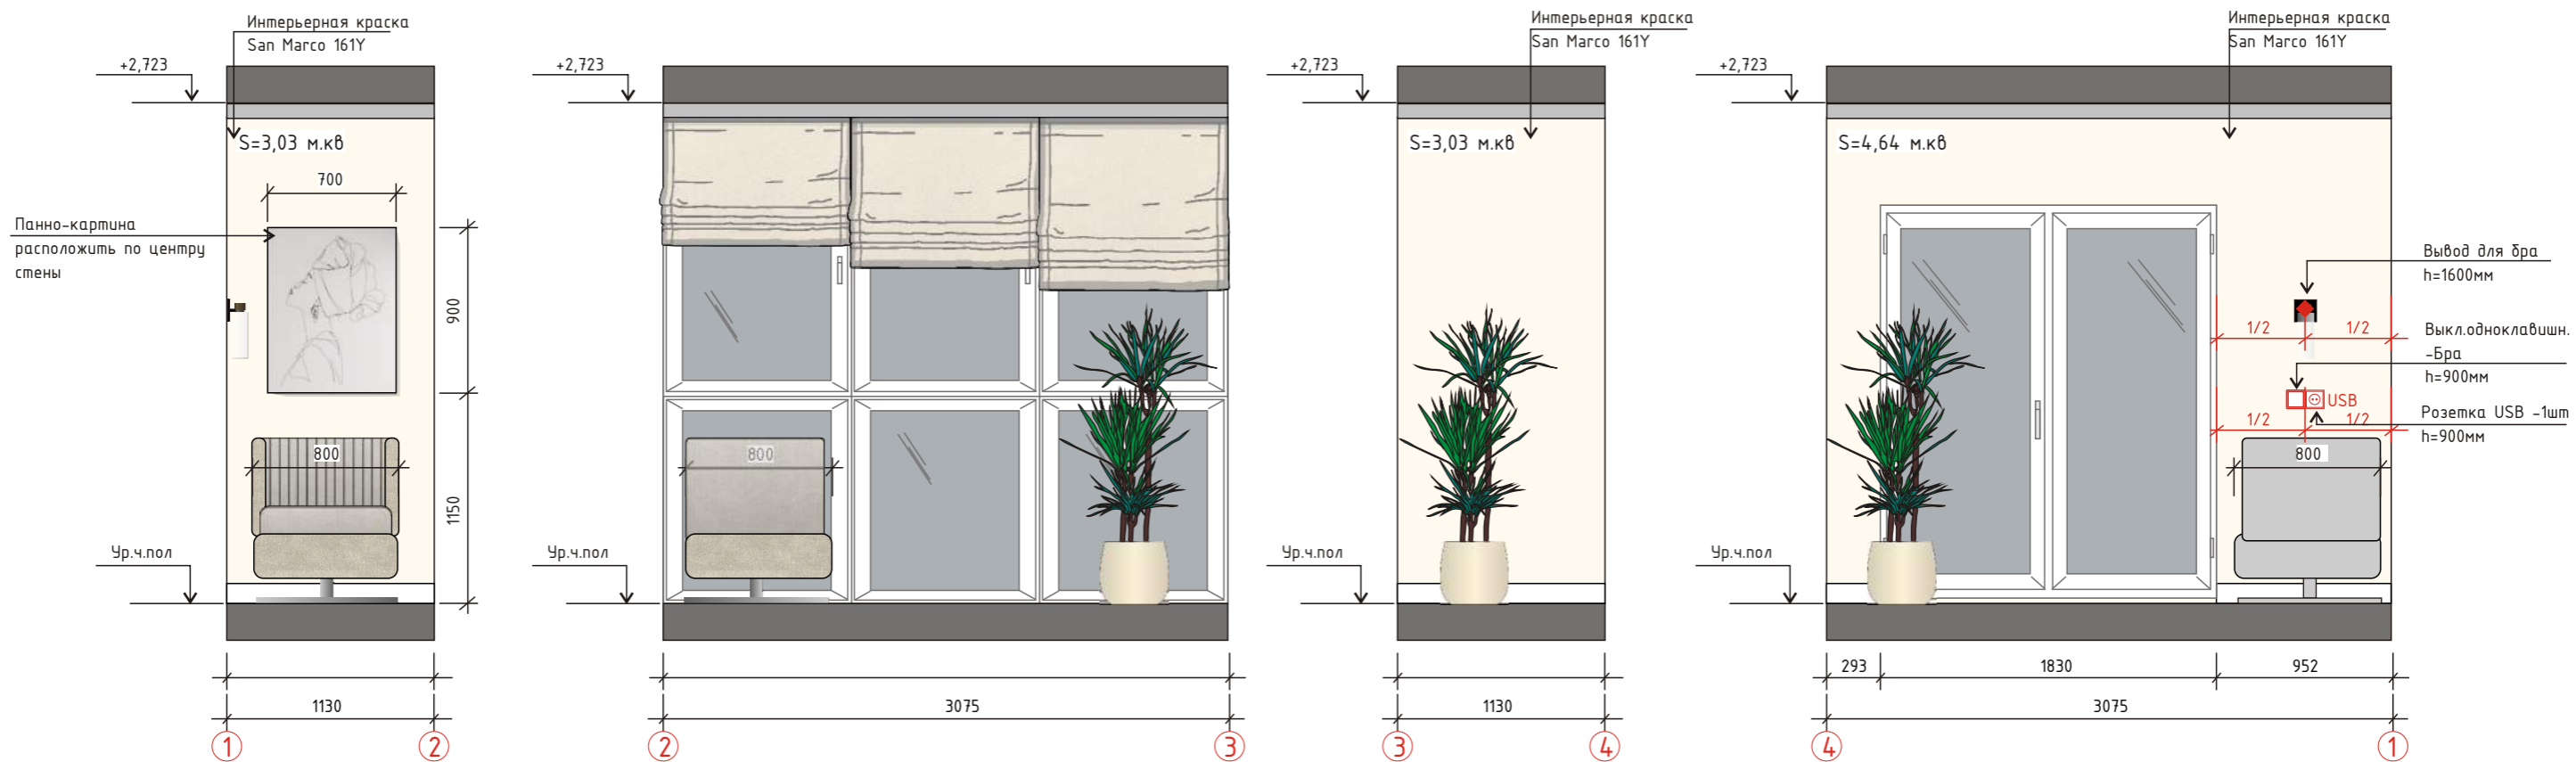 Интерьерная краска
San Marco 161Y
+2,723
S=3,03 м.кв
700
Панно-картина
расположить по центру
стены
900
800
1150
Ур.ч.пол
1130
1
2
+2,723
800
Ур.ч.пол
3075
2
3
Интерьерная краска
San Marco 161Y
+2,723
S=3,03 м.кв
Ур.ч.пол
1130
3
4
Интерьерная краска
San Marco 161Y
+2,723
S=4,64 м.кв
Вывод для бра
h=1600мм
1/2 1/2
Выкл.одноклавишн.
-Бра
h=900мм
USB
Розетка USB -1шт
h=900мм
1/2 1/2
800
Ур.ч.пол
293 1830 952
3075
4
1